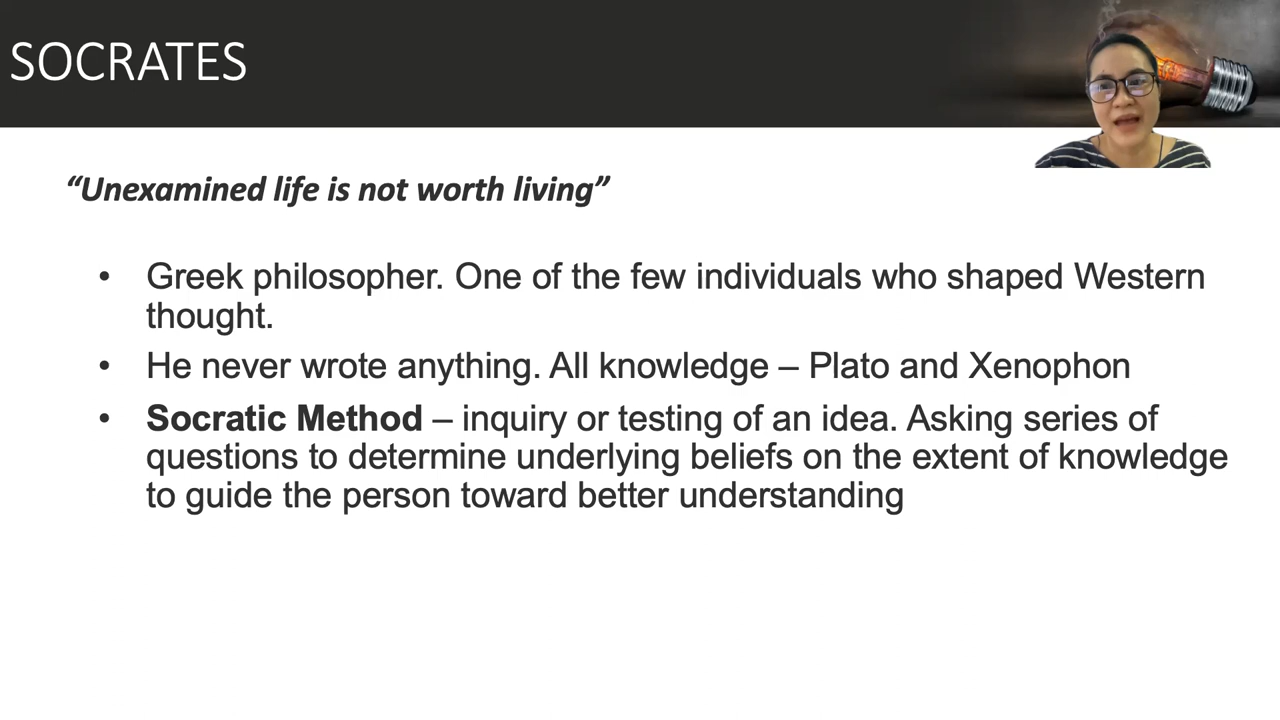 SOCRATES
“Unexamined life is not worth living”
• Greek philosopher. One of the few individuals who shaped Western
thought.
• He never wrote anything. All knowledge – Plato and Xenophon
• Socratic Method – inquiry or testing of an idea. Asking series of
questions to determine underlying beliefs on the extent of knowledge
to guide the person toward better understanding